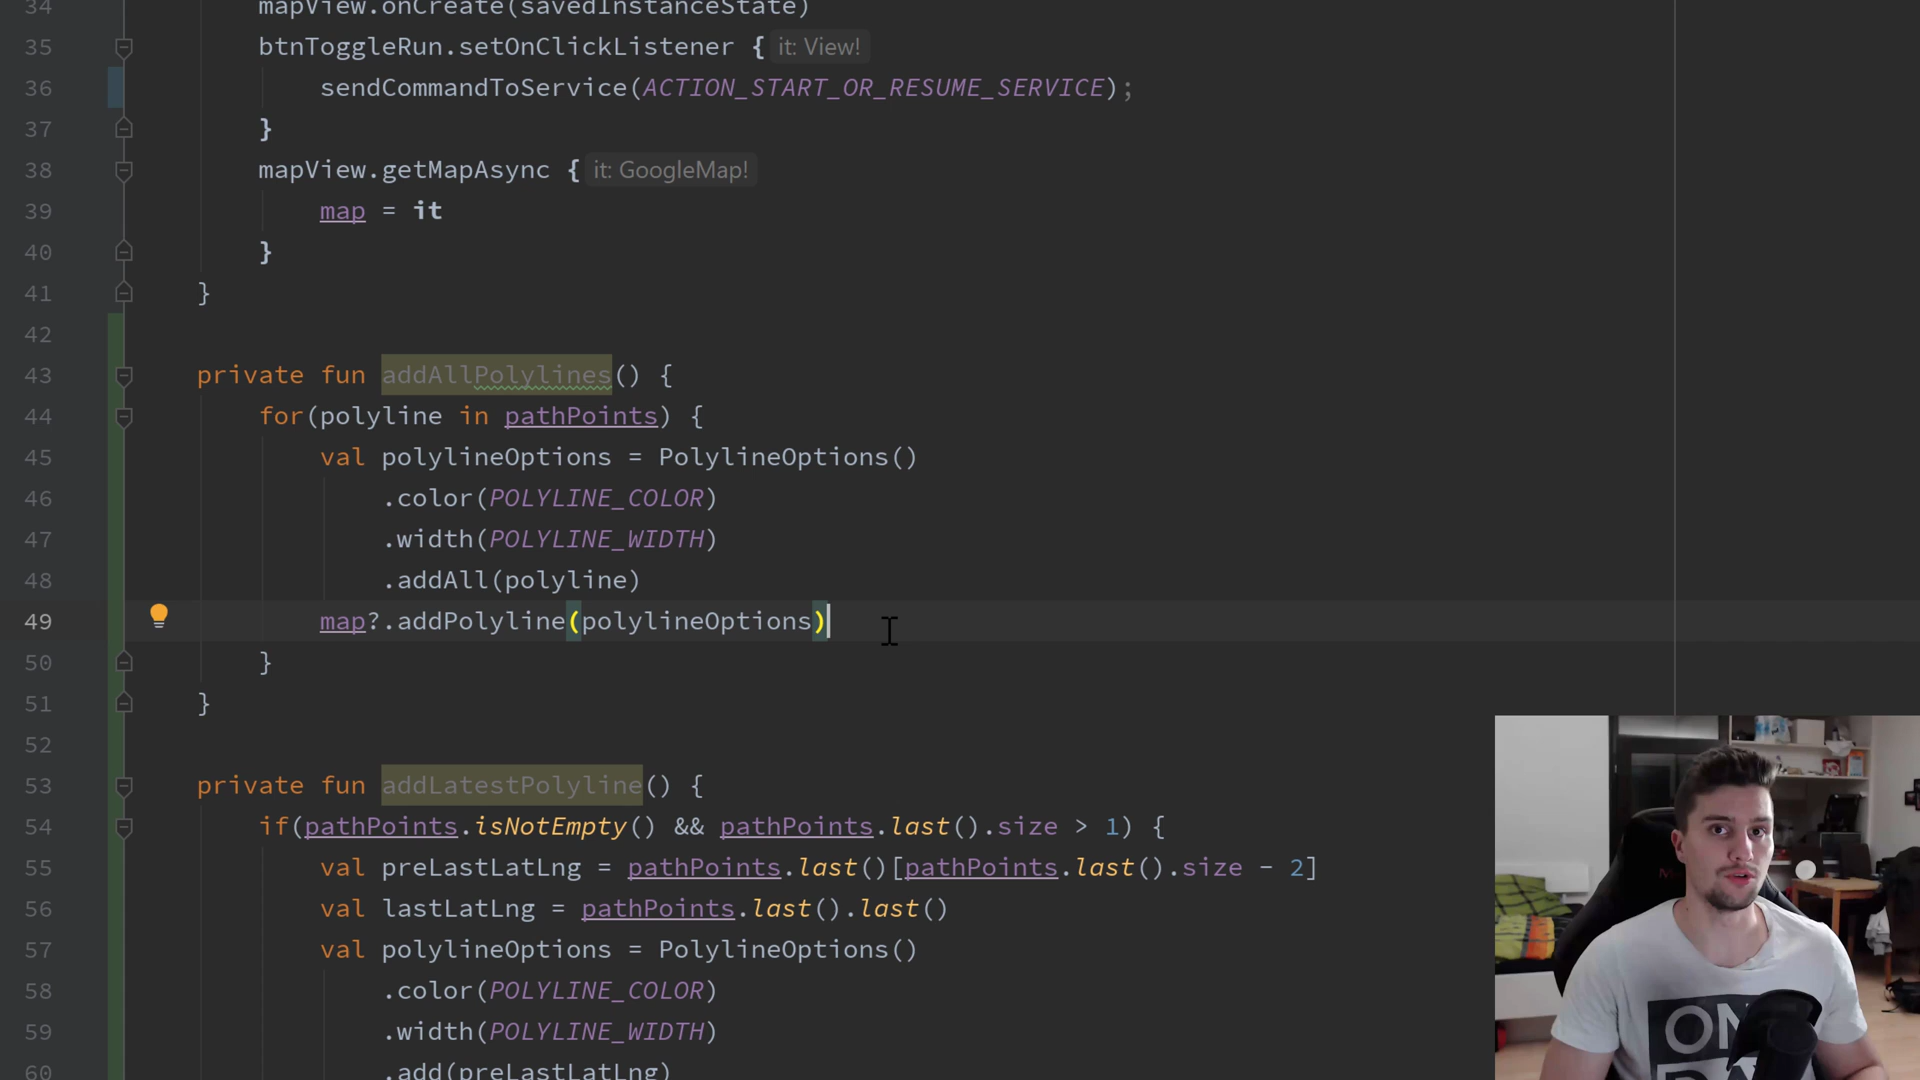 34 mapView.onCreate(savedInstanceState)
35 btnToggleRun.setOnClickListener { it: View!
36 sendCommandToService(ACTION_START_OR_RESUME_SERVICE);
37 }
38 mapView.getMapAsync { it: GoogleMap!
39 map = it
40 }
41 }
42
43 private fun addAllPolylines() {
44 for(polyline in pathPoints) {
45 val polylineOptions = PolylineOptions()
46 .color(POLYLINE_COLOR)
47 .width(POLYLINE_WIDTH)
48 .addAll(polyline)
49 map?.addPolyline(polylineOptions)
50 }
51 }
52
53 private fun addLatestPolyline() {
54 if(pathPoints.isNotEmpty() && pathPoints.last().size > 1) {
55 val preLastLatLng = pathPoints.last()[pathPoints.last().size - 2]
56 val lastLatLng = pathPoints.last().last()
57 val polylineOptions = PolylineOptions()
58 .color(POLYLINE_COLOR)
59 .width(POLYLINE_WIDTH)
60 .add(preLastLatLng)